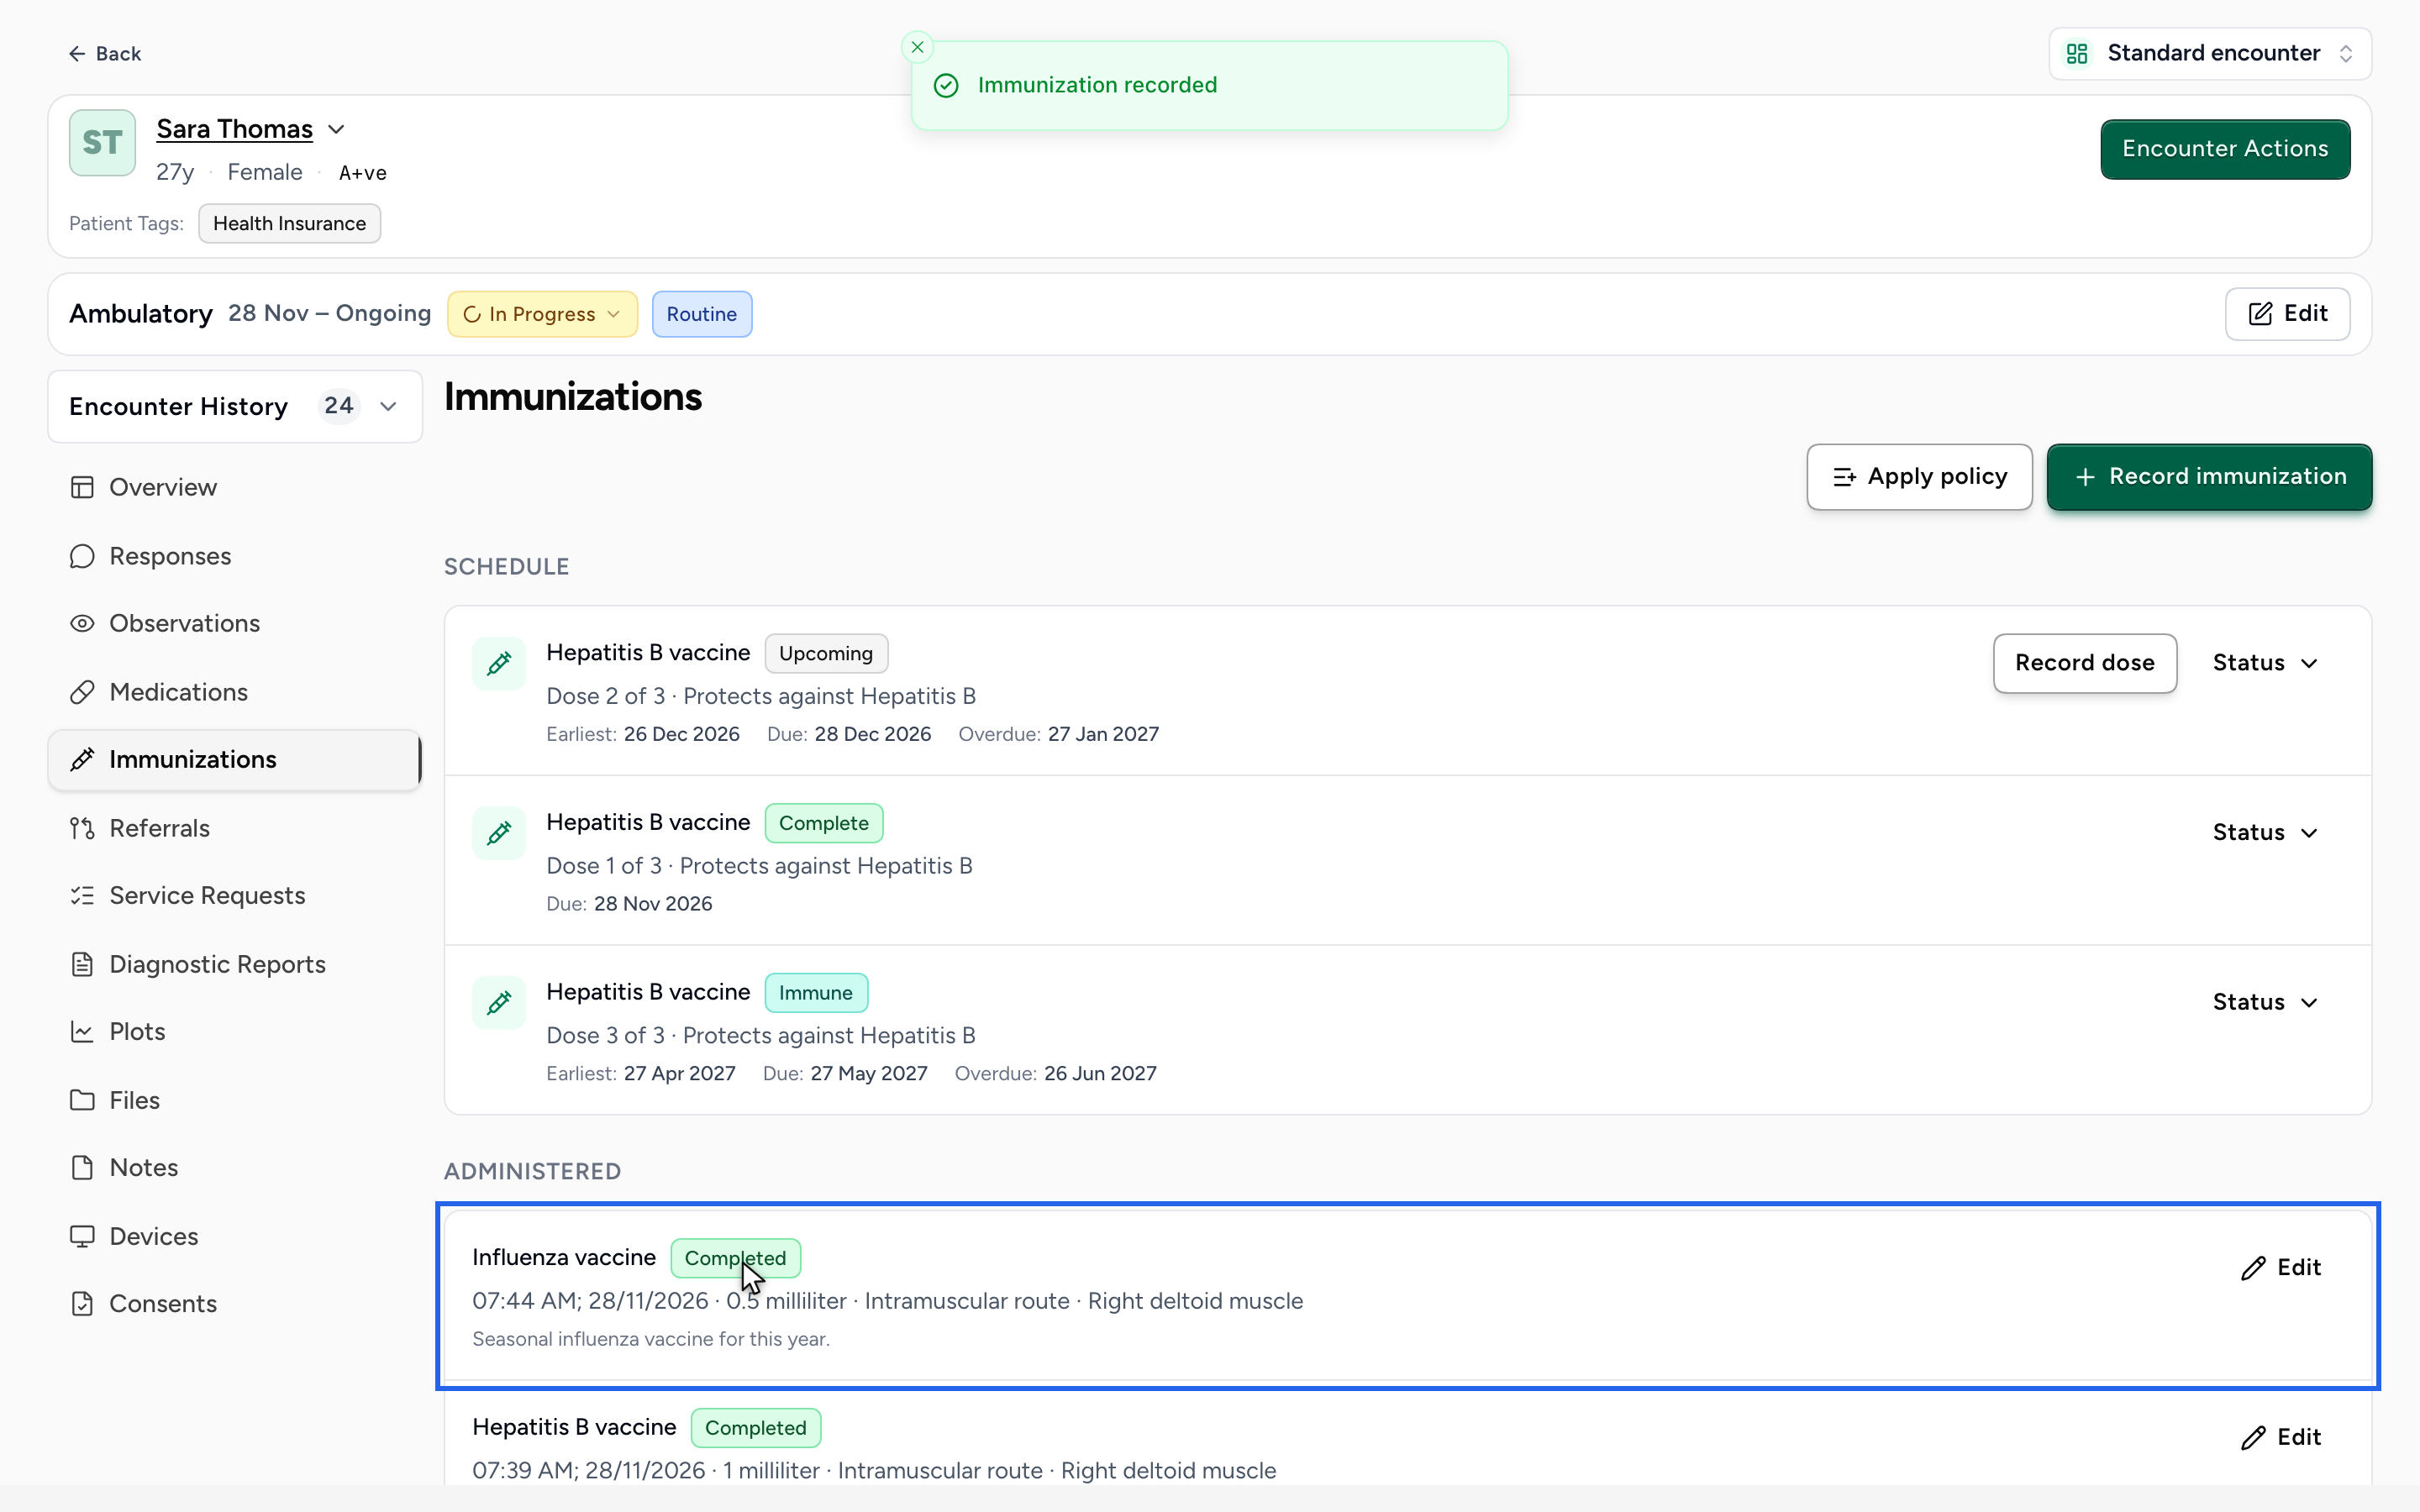 Back
Immunization recorded
Standard encounter
ST
Sara Thomas
27y · Female · A+ve
Encounter Actions
Patient Tags: Health Insurance
Ambulatory 28 Nov – Ongoing In Progress Routine
Edit
Encounter History 24
Overview
Responses
Observations
Medications
Immunizations
Referrals
Service Requests
Diagnostic Reports
Plots
Files
Notes
Devices
Consents
Immunizations
Apply policy
Record immunization
SCHEDULE
Hepatitis B vaccine Upcoming
Dose 2 of 3 · Protects against Hepatitis B
Earliest: 26 Dec 2026 Due: 28 Dec 2026 Overdue: 27 Jan 2027
Record dose
Status
Hepatitis B vaccine Complete
Dose 1 of 3 · Protects against Hepatitis B
Due: 28 Nov 2026
Status
Hepatitis B vaccine Immune
Dose 3 of 3 · Protects against Hepatitis B
Earliest: 27 Apr 2027 Due: 27 May 2027 Overdue: 26 Jun 2027
Status
ADMINISTERED
Influenza vaccine Completed
07:44 AM; 28/11/2026 · 0.5 milliliter · Intramuscular route · Right deltoid muscle
Seasonal influenza vaccine for this year.
Edit
Hepatitis B vaccine Completed
07:39 AM; 28/11/2026 · 1 milliliter · Intramuscular route · Right deltoid muscle
Edit